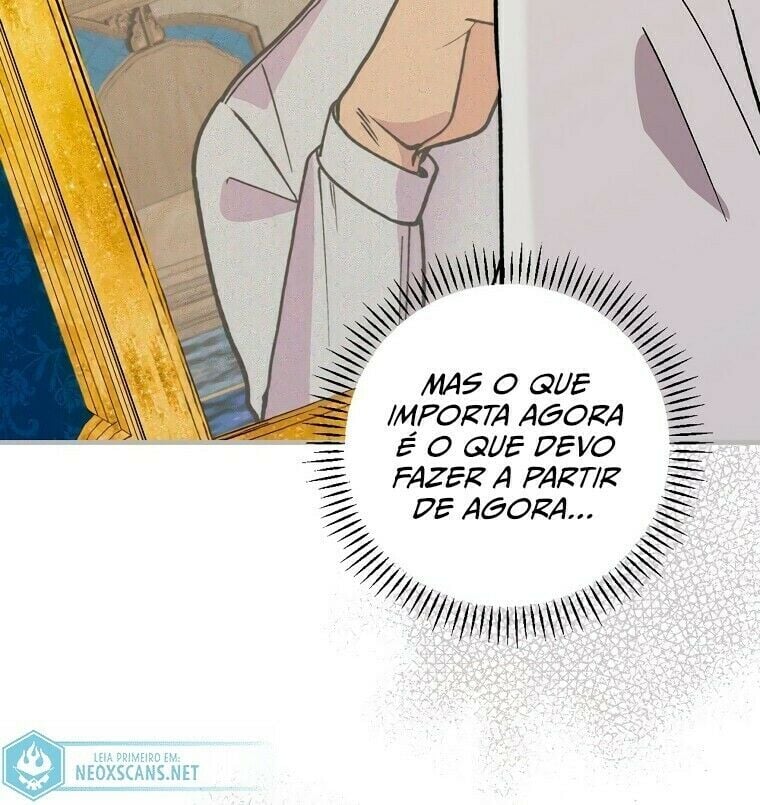 MAS O QUE
IMPORTA AGORA
É O QUE DEVO
FAZER A PARTIR
DE AGORA...
LEIA PRIMEIRO EM:
NEOXSCANS.NET